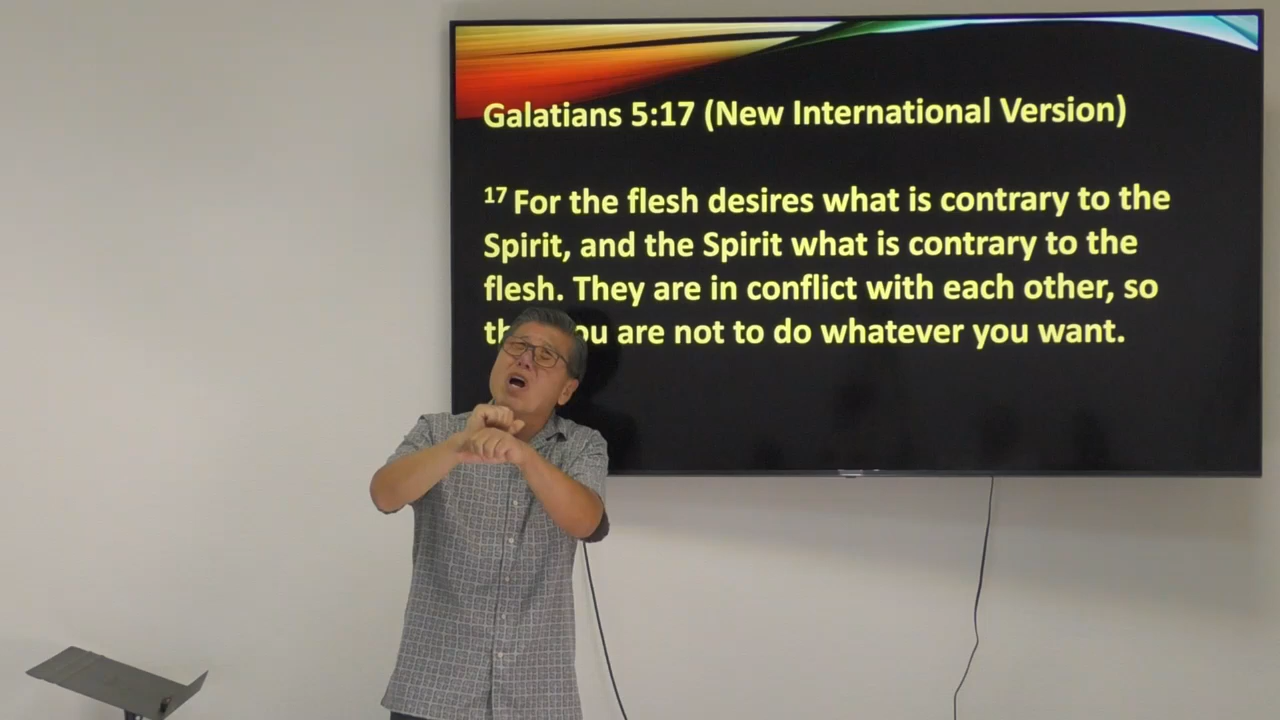 Galatians 5:17 (New International Version)
17 For the flesh desires what is contrary to the
Spirit, and the Spirit what is contrary to the
flesh. They are in conflict with each other, so
are not to do whatever you want.